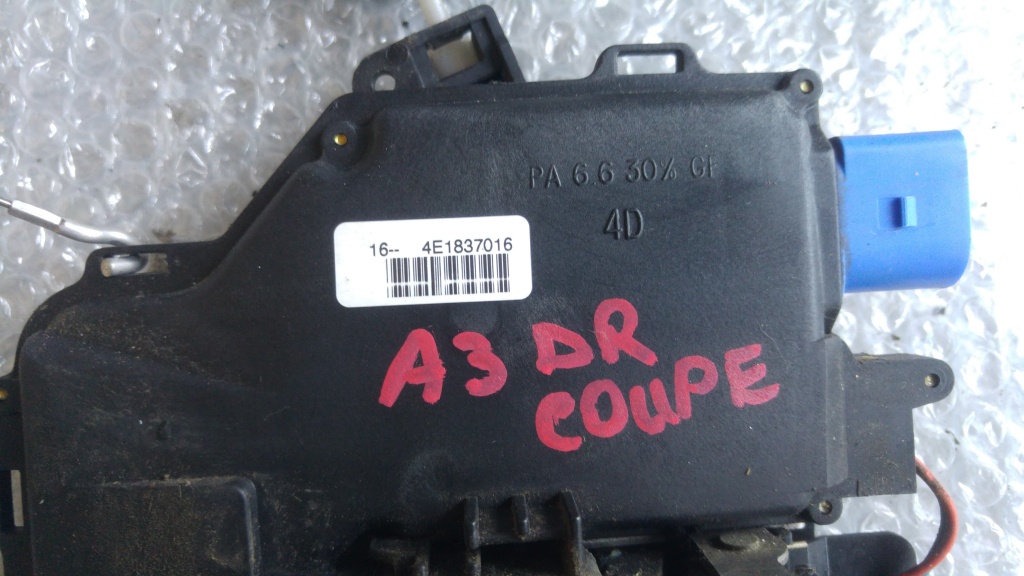 PA 6 6 30% GF
4D
16-- 4E1837016
A3 DR
COUPE